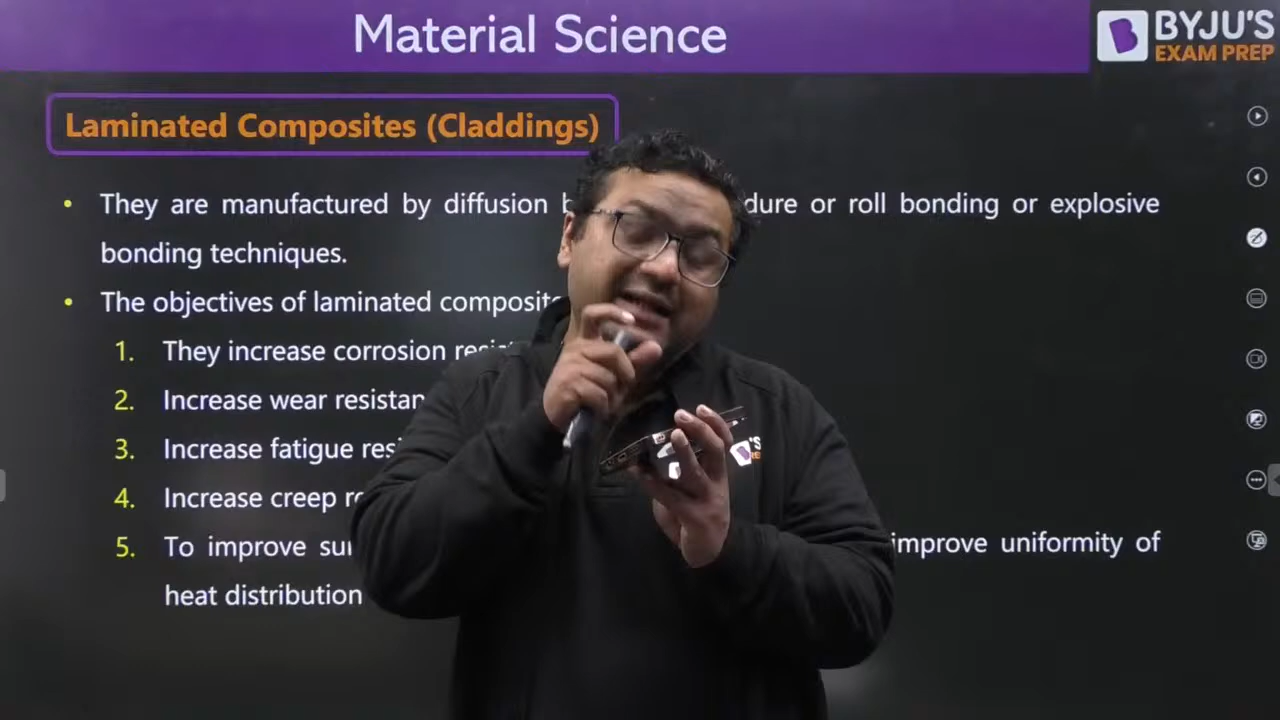 Material Science
BYJU'S
EXAM PREP
Laminated Composites (Claddings)
• They are manufactured by diffusion dure or roll bonding or explosive
bonding techniques.
• The objectives of laminated composit
1. They increase corrosion
2. Increase wear resistan
3. Increase fatigue
4. Increase creep
5. To improve improve uniformity of
heat distribution
'S